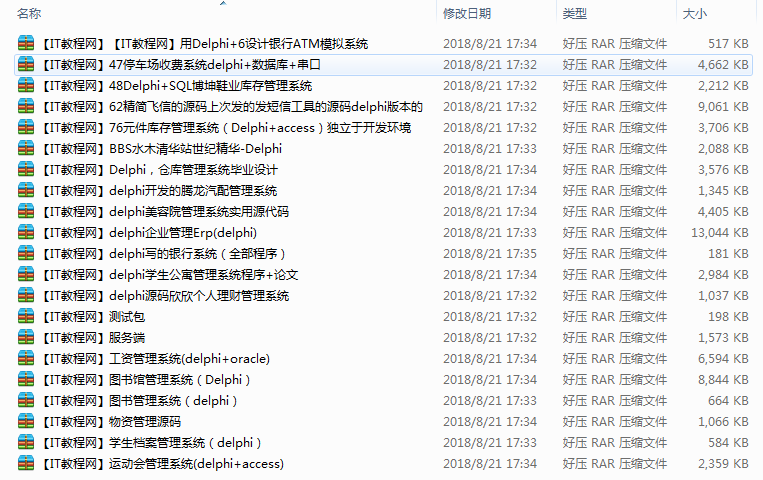 名称 修改日期 类型 大小
【IT教程网】【IT教程网】用Delphi+6设计银行ATM模拟系统 2018/8/21 17:34 好压 RAR 压缩文件 517 KB
【IT教程网】47停车场收费系统delphi+数据库+串口 2018/8/21 17:32 好压 RAR 压缩文件 4,662 KB
【IT教程网】48Delphi+SQL博坤鞋业库存管理系统 2018/8/21 17:32 好压 RAR 压缩文件 2,212 KB
【IT教程网】62精简飞信的源码上次发的发短信工具的源码delphi版本的 2018/8/21 17:32 好压 RAR 压缩文件 9,061 KB
【IT教程网】76元件库存管理系统（Delphi+access）独立于开发环境 2018/8/21 17:32 好压 RAR 压缩文件 3,706 KB
【IT教程网】BBS水木清华站世纪精华-Delphi 2018/8/21 17:33 好压 RAR 压缩文件 2,088 KB
【IT教程网】Delphi，仓库管理系统毕业设计 2018/8/21 17:34 好压 RAR 压缩文件 3,576 KB
【IT教程网】delphi开发的腾龙汽配管理系统 2018/8/21 17:34 好压 RAR 压缩文件 1,345 KB
【IT教程网】delphi美容院管理系统实用源代码 2018/8/21 17:34 好压 RAR 压缩文件 4,405 KB
【IT教程网】delphi企业管理Erp(delphi) 2018/8/21 17:33 好压 RAR 压缩文件 13,044 KB
【IT教程网】delphi写的银行系统（全部程序） 2018/8/21 17:35 好压 RAR 压缩文件 181 KB
【IT教程网】delphi学生公寓管理系统程序+论文 2018/8/21 17:34 好压 RAR 压缩文件 2,984 KB
【IT教程网】delphi源码欣欣个人理财管理系统 2018/8/21 17:32 好压 RAR 压缩文件 1,037 KB
【IT教程网】测试包 2018/8/21 17:32 好压 RAR 压缩文件 198 KB
【IT教程网】服务端 2018/8/21 17:32 好压 RAR 压缩文件 1,573 KB
【IT教程网】工资管理系统(delphi+oracle) 2018/8/21 17:34 好压 RAR 压缩文件 6,594 KB
【IT教程网】图书馆管理系统（Delphi） 2018/8/21 17:34 好压 RAR 压缩文件 8,844 KB
【IT教程网】图书管理系统（delphi） 2018/8/21 17:33 好压 RAR 压缩文件 664 KB
【IT教程网】物资管理源码 2018/8/21 17:34 好压 RAR 压缩文件 1,066 KB
【IT教程网】学生档案管理系统（delphi） 2018/8/21 17:33 好压 RAR 压缩文件 584 KB
【IT教程网】运动会管理系统(delphi+access) 2018/8/21 17:34 好压 RAR 压缩文件 2,359 KB